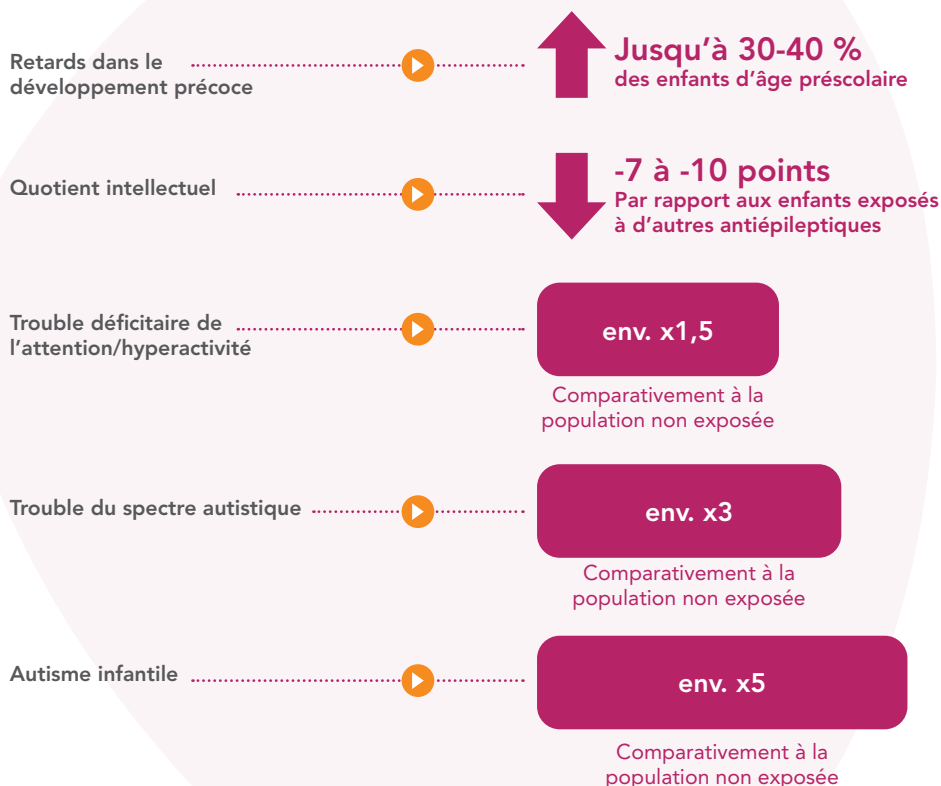 Retards dans le
développement précoce
Jusqu’à 30-40 %
des enfants d’âge préscolaire
Quotient intellectuel
-7 à -10 points
Par rapport aux enfants exposés
à d’autres antiépileptiques
Trouble déficitaire de
l’attention/hyperactivité
env. x1,5
Comparativement à la
population non exposée
Trouble du spectre autistique
env. x3
Comparativement à la
population non exposée
Autisme infantile
env. x5
Comparativement à la
population non exposée